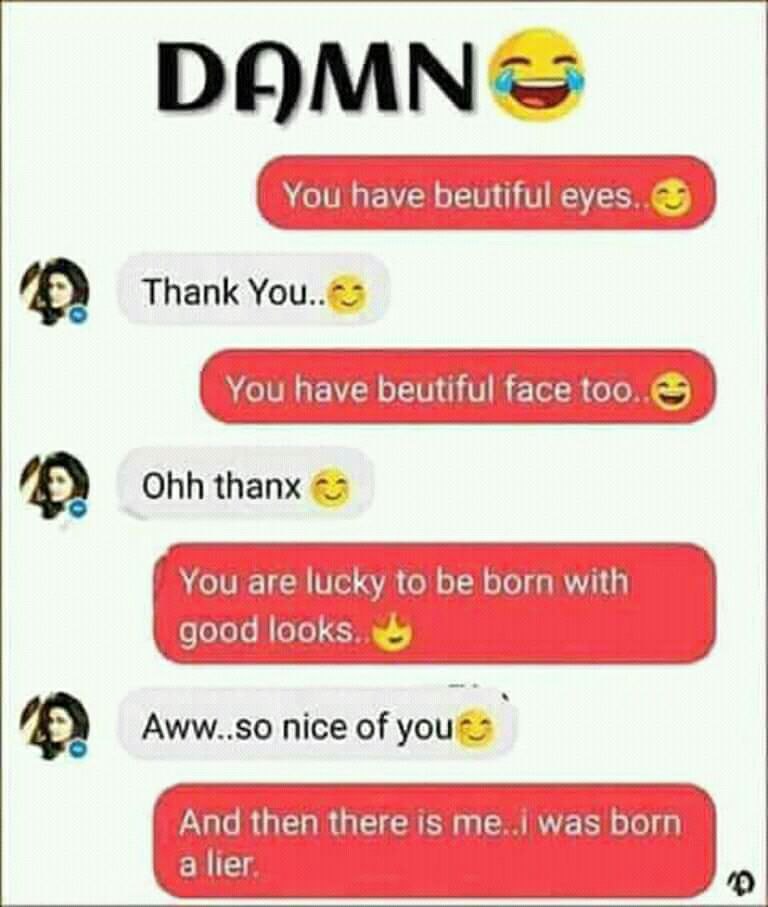 DAMN😂
You have beutiful eyes..😊
Thank You..😊
You have beutiful face too..😄
Ohh thanx 😊
You are lucky to be born with
good looks..😍
Aww..so nice of you😊
And then there is me..i was born
a lier.